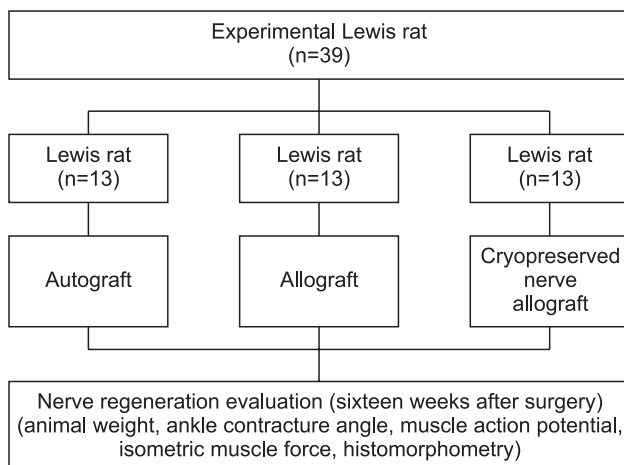 Experimental Lewis rat
(n=39)
Lewis rat
(n=13)
Lewis rat
(n=13)
Lewis rat
(n=13)
Autograft
Allograft
Cryopreserved
nerve
allograft
Nerve regeneration evaluation (sixteen weeks after surgery)
(animal weight, ankle contracture angle, muscle action potential,
isometric muscle force, histomorphometry)